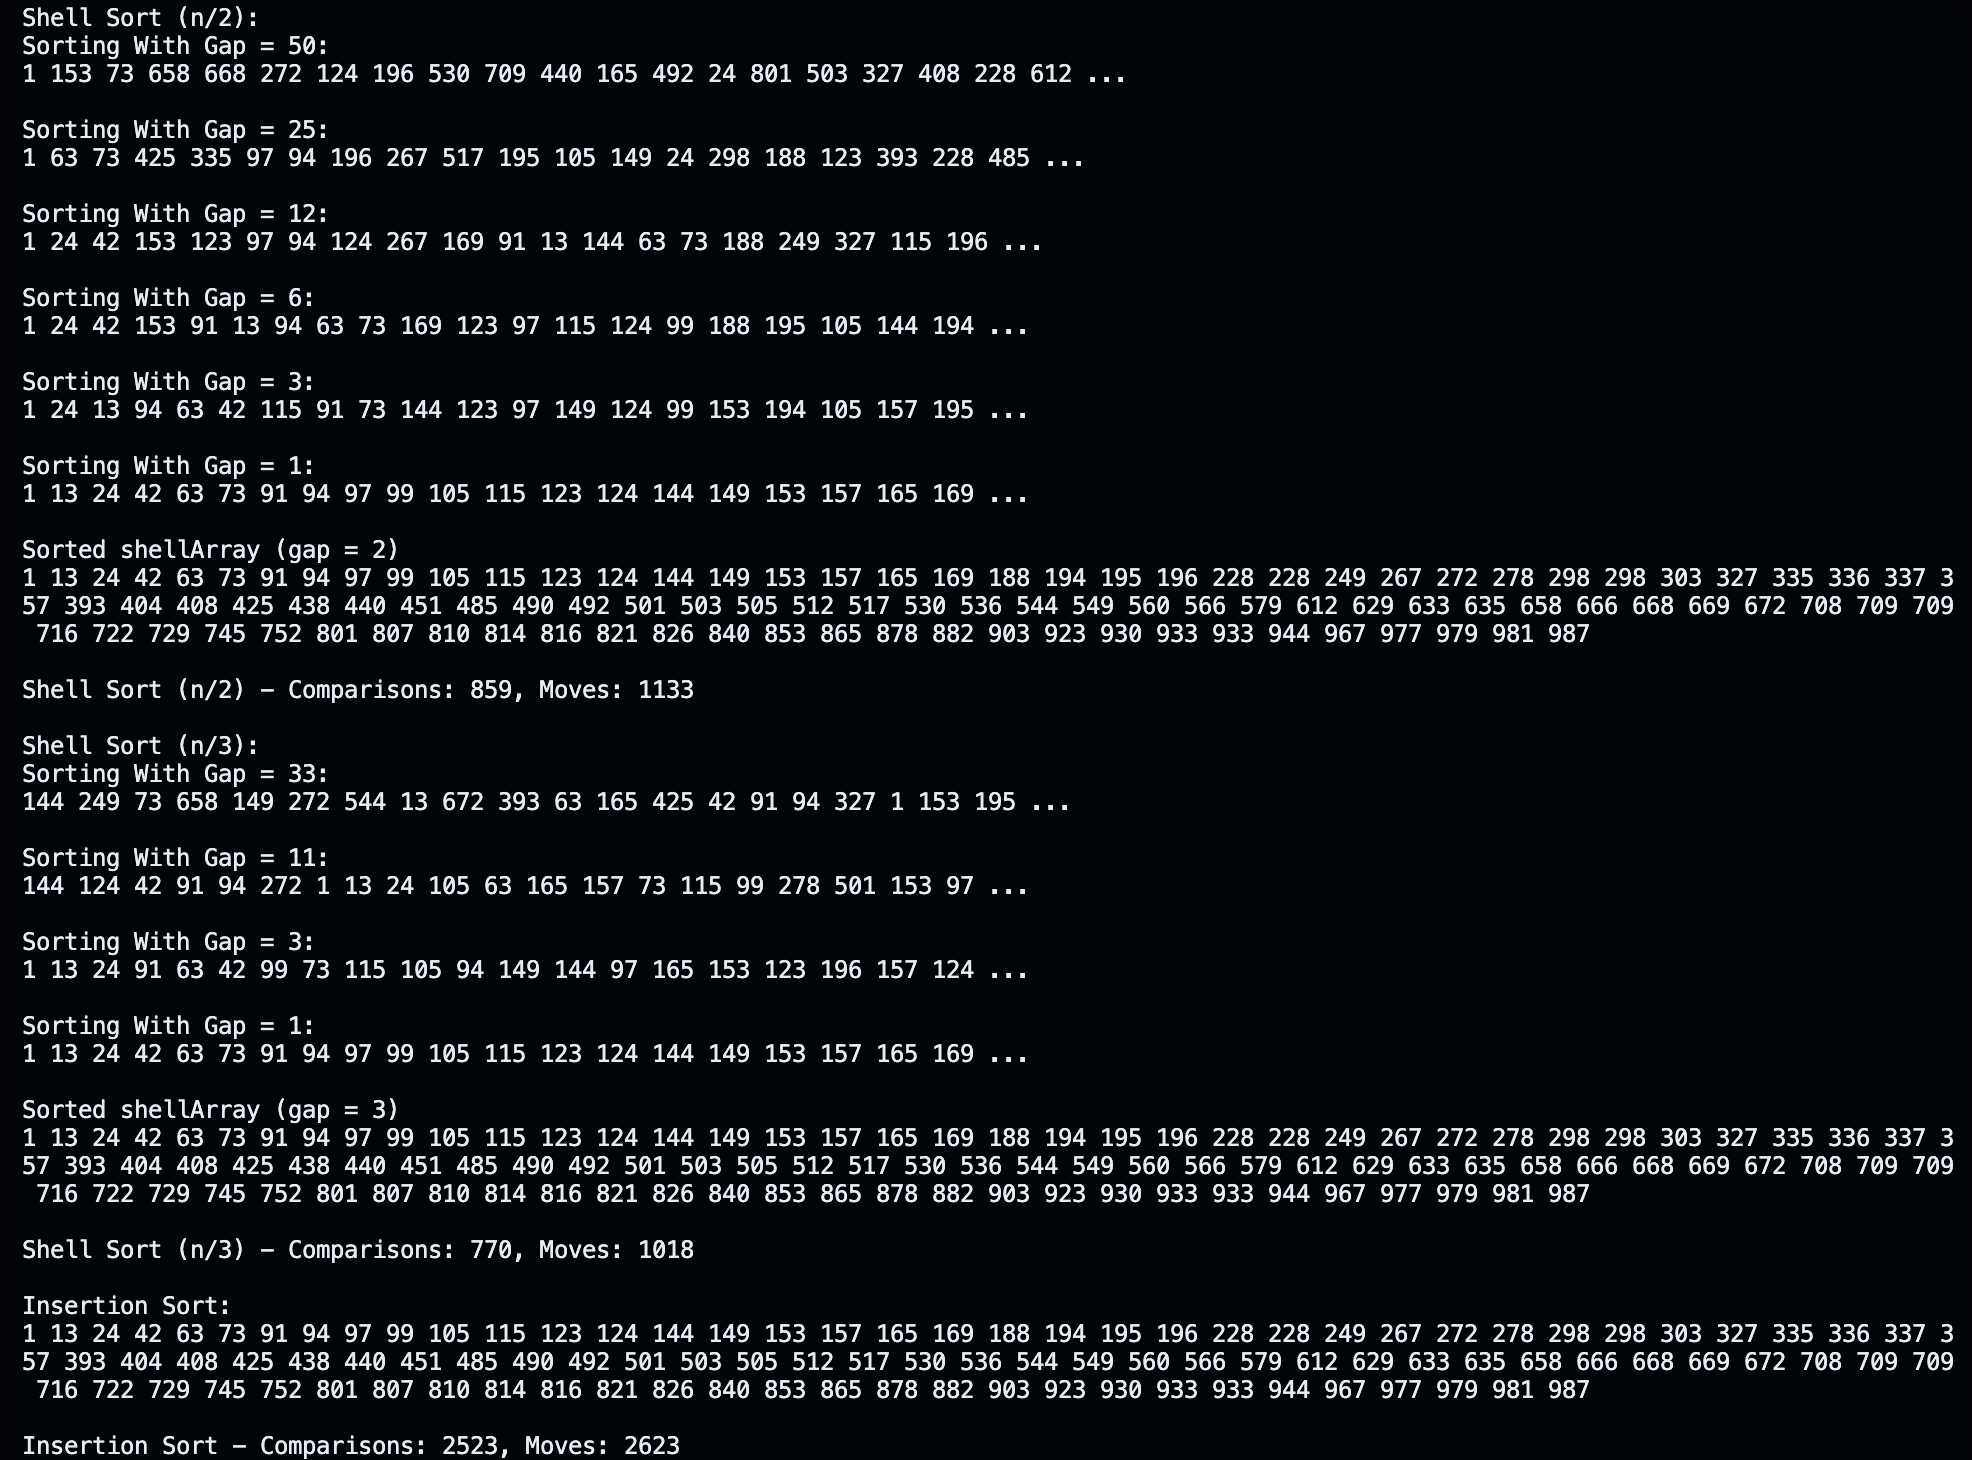 Shell Sort (n/2):
Sorting With Gap = 50:
1 153 73 658 668 272 124 196 530 709 440 165 492 24 801 503 327 408 228 612 ...
Sorting With Gap = 25:
1 63 73 425 335 97 94 196 267 517 195 105 149 24 298 188 123 393 228 485 ...
Sorting With Gap = 12:
1 24 42 153 123 97 94 124 267 169 91 13 144 63 73 188 249 327 115 196 ...
Sorting With Gap = 6:
1 24 42 153 91 13 94 63 73 169 123 97 115 124 99 188 195 105 144 194 ...
Sorting With Gap = 3:
1 24 13 94 63 42 115 91 73 144 123 97 149 124 99 153 194 105 157 195 ...
Sorting With Gap = 1:
1 13 24 42 63 73 91 94 97 99 105 115 123 124 144 149 153 157 165 169 ...
Sorted shellArray (gap = 2)
1 13 24 42 63 73 91 94 97 99 105 115 123 124 144 149 153 157 165 169 188 194 195 196 228 228 249 267 272 278 298 298 303 327 335 336 337 3
57 393 404 408 425 438 440 451 485 490 492 501 503 505 512 517 530 536 544 549 560 566 579 612 629 633 635 658 666 668 669 672 708 709 709
716 722 729 745 752 801 807 810 814 816 821 826 840 853 865 878 882 903 923 930 933 933 944 967 977 979 981 987
Shell Sort (n/2) - Comparisons: 859, Moves: 1133
Shell Sort (n/3):
Sorting With Gap = 33:
144 249 73 658 149 272 544 13 672 393 63 165 425 42 91 94 327 1 153 195 ...
Sorting With Gap = 11:
144 124 42 91 94 272 1 13 24 105 63 165 157 73 115 99 278 501 153 97 ...
Sorting With Gap = 3:
1 13 24 91 63 42 99 73 115 105 94 149 144 97 165 153 123 196 157 124 ...
Sorting With Gap = 1:
1 13 24 42 63 73 91 94 97 99 105 115 123 124 144 149 153 157 165 169 ...
Sorted shellArray (gap = 3)
1 13 24 42 63 73 91 94 97 99 105 115 123 124 144 149 153 157 165 169 188 194 195 196 228 228 249 267 272 278 298 298 303 327 335 336 337 3
57 393 404 408 425 438 440 451 485 490 492 501 503 505 512 517 530 536 544 549 560 566 579 612 629 633 635 658 666 668 669 672 708 709 709
716 722 729 745 752 801 807 810 814 816 821 826 840 853 865 878 882 903 923 930 933 933 944 967 977 979 981 987
Shell Sort (n/3) - Comparisons: 770, Moves: 1018
Insertion Sort:
1 13 24 42 63 73 91 94 97 99 105 115 123 124 144 149 153 157 165 169 188 194 195 196 228 228 249 267 272 278 298 298 303 327 335 336 337 3
57 393 404 408 425 438 440 451 485 490 492 501 503 505 512 517 530 536 544 549 560 566 579 612 629 633 635 658 666 668 669 672 708 709 709
716 722 729 745 752 801 807 810 814 816 821 826 840 853 865 878 882 903 923 930 933 933 944 967 977 979 981 987
Insertion Sort - Comparisons: 2523, Moves: 2623